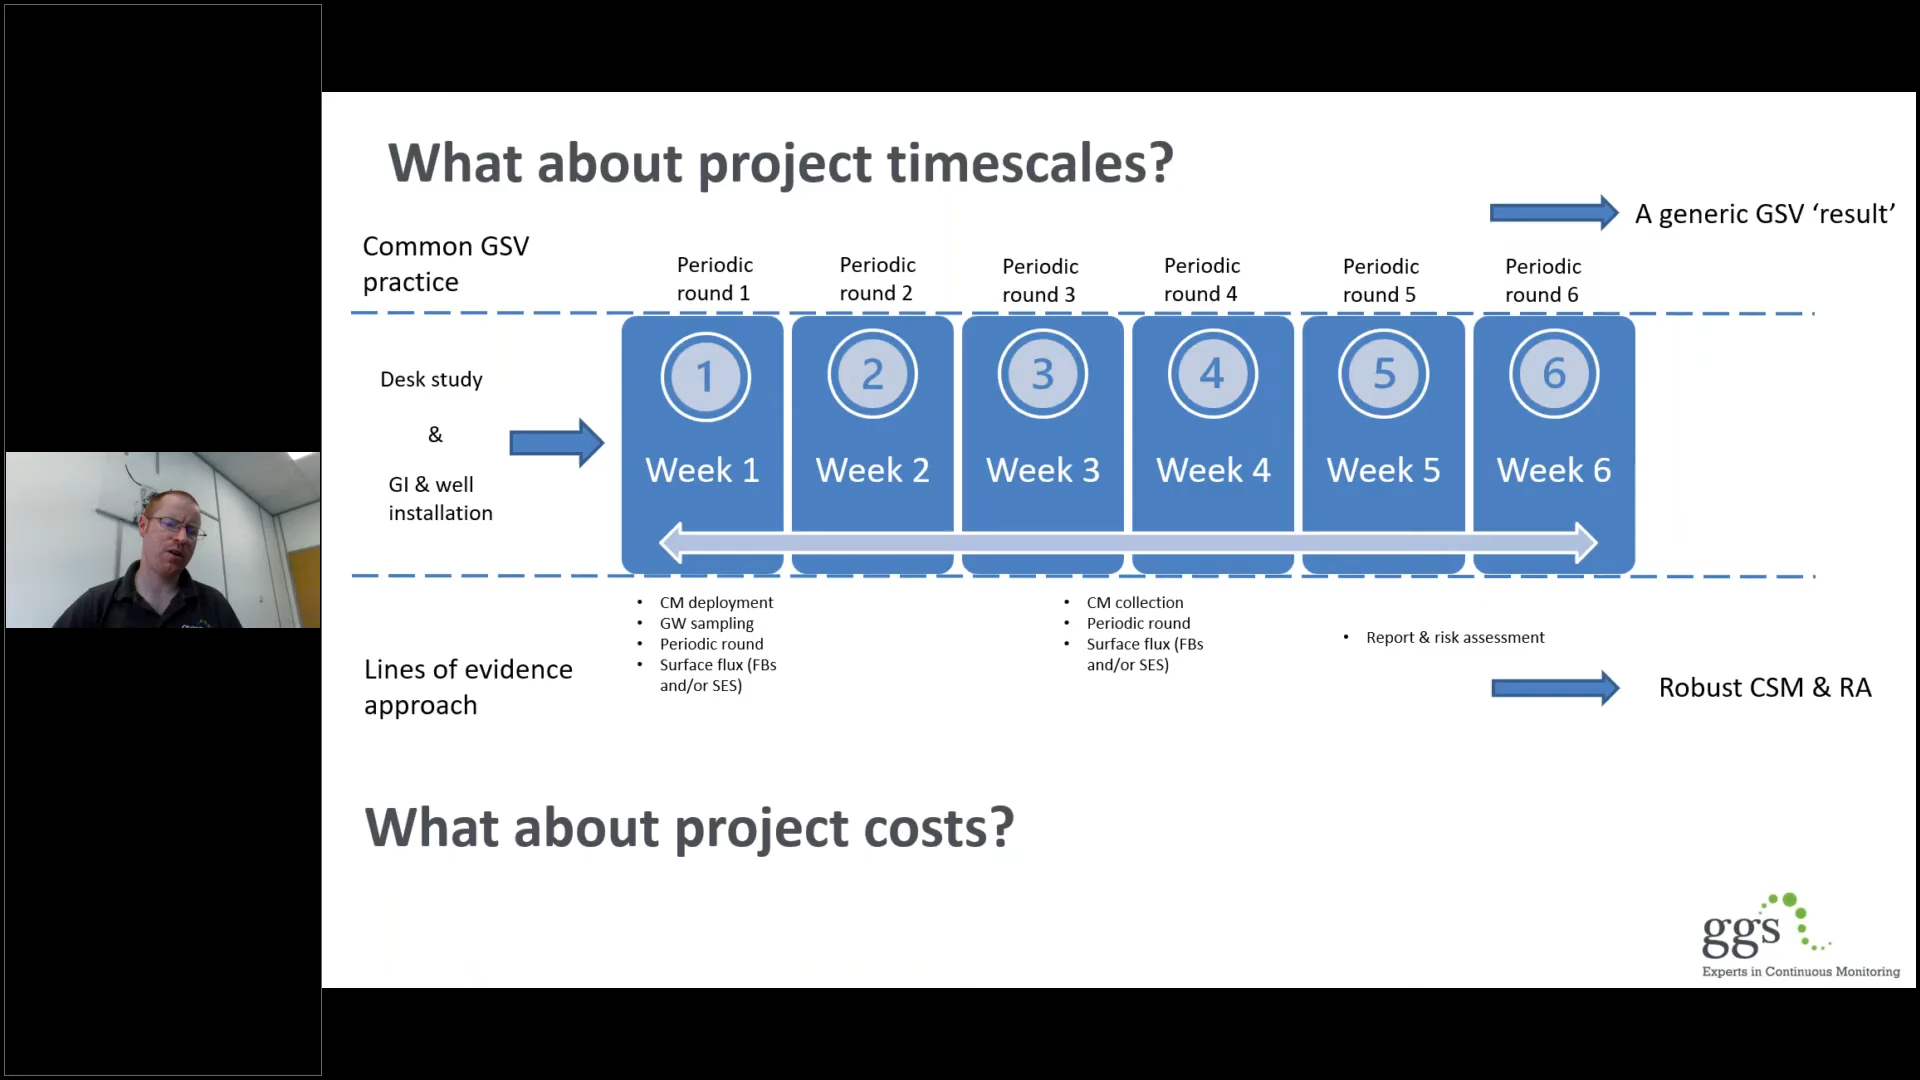 What about project timescales?
A generic GSV ‘result’
Common GSV
practice
Periodic
round 1
Periodic
round 2
Periodic
round 3
Periodic
round 4
Periodic
round 5
Periodic
round 6
Desk study
&
GI & well
installation
1
Week 1
2
Week 2
3
Week 3
4
Week 4
5
Week 5
6
Week 6
Lines of evidence
approach
• CM deployment
• GW sampling
• Periodic round
• Surface flux (FBs
and/or SES)
• CM collection
• Periodic round
• Surface flux (FBs
and/or SES)
• Report & risk assessment
Robust CSM & RA
What about project costs?
ggs
Experts in Continuous Monitoring